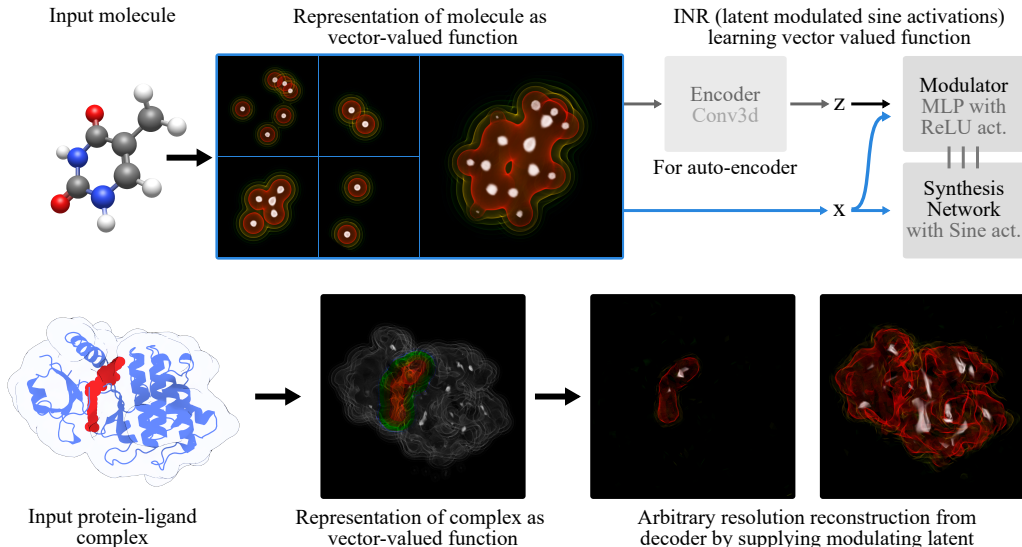 Input molecule
Representation of molecule as
vector-valued function
INR (latent modulated sine activations)
learning vector valued function
Encoder
Conv3d
For auto-encoder
z
x
Modulator
MLP with
ReLU act.
Synthesis
Network
with Sine act.
Input protein-ligand
complex
Representation of complex as
vector-valued function
Arbitrary resolution reconstruction from
decoder by supplying modulating latent